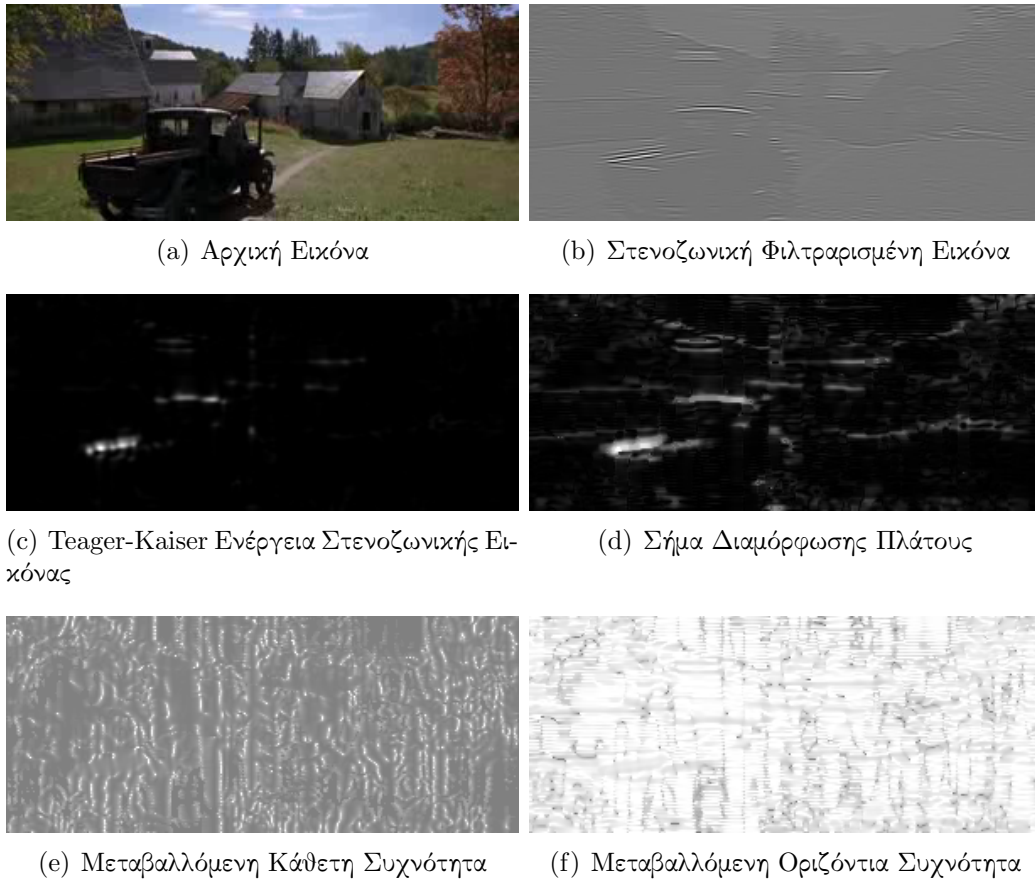 (a) Αρχική Εικόνα
(b) Στενοζωνική Φιλτραρισμένη Εικόνα
(c) Teager-Kaiser Ενέργεια Στενοζωνικής Ει-
κόνας
(d) Σήμα Διαμόρφωσης Πλάτους
(e) Μεταβαλλόμενη Κάθετη Συχνότητα
(f) Μεταβαλλόμενη Οριζόντια Συχνότητα